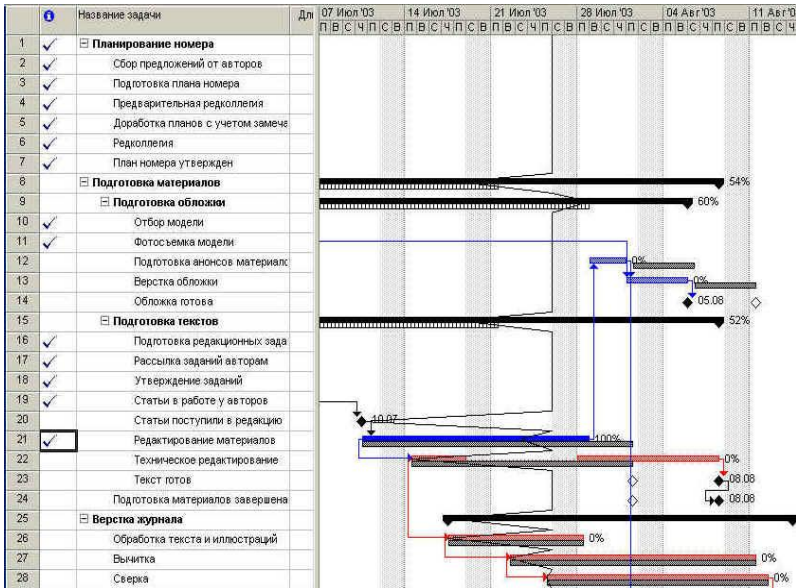 Название задачи Дл 07 Июл '03 14 Июл '03 21 Июл '03 28 Июл '03 04 Авг '03 11 Авг '0
П В С Ч П С В П В С Ч П С В П В С Ч П С В П В С Ч П С В П В С Ч П С В П В С Ч
1 Планирование номера
2 Сбор предложений от авторов
3 Подготовка плана номера
4 Предварительная редколлегия
5 Доработка планов с учетом замеча
6 Редколлегия
7 План номера утвержден
8 Подготовка материалов 54%
9 Подготовка обложки 60%
10 Отбор модели
11 Фотосъемка модели
12 Подготовка анонсов материалс 0%
13 Верстка обложки 0%
14 Обложка готова 05.08
15 Подготовка текстов 52%
16 Подготовка редакционных зада
17 Рассылка заданий авторам
18 Утверждение заданий
19 Статьи в работе у авторов
20 Статьи поступили в редакцию 10.07
21 Редактирование материалов 100%
22 Техническое редактирование 0%
23 Текст готов 08.08
24 Подготовка материалов завершена 08.08
25 Верстка журнала
26 Обработка текста и иллюстраций 0%
27 Вычитка 0%
28 Сверка 0%